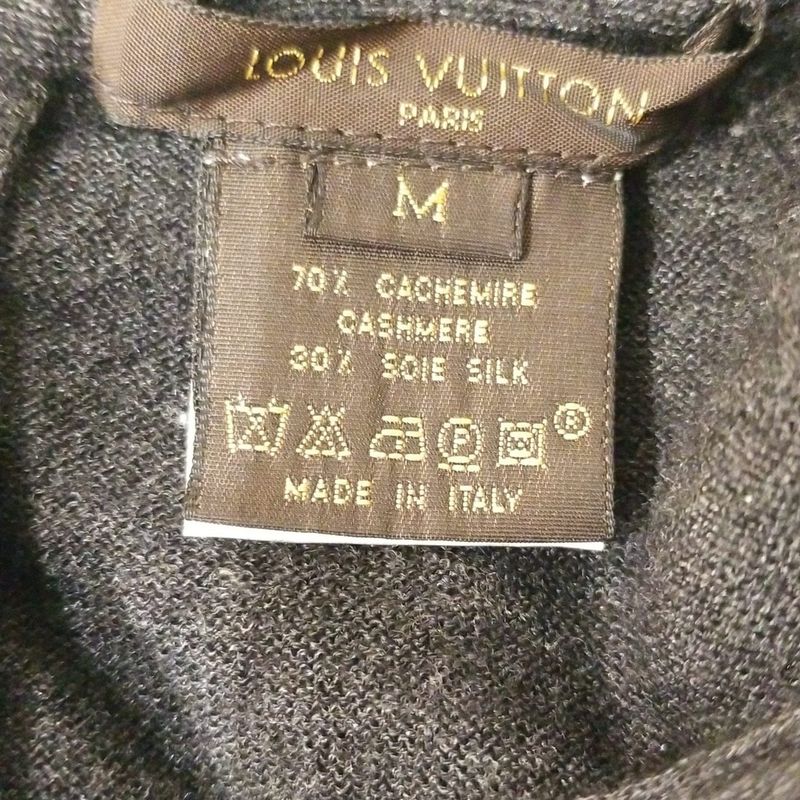 LOUIS VUITTON
PARIS
M
70% CACHEMIRE
CASHMERE
30% SOIE SILK
P ®
MADE IN ITALY